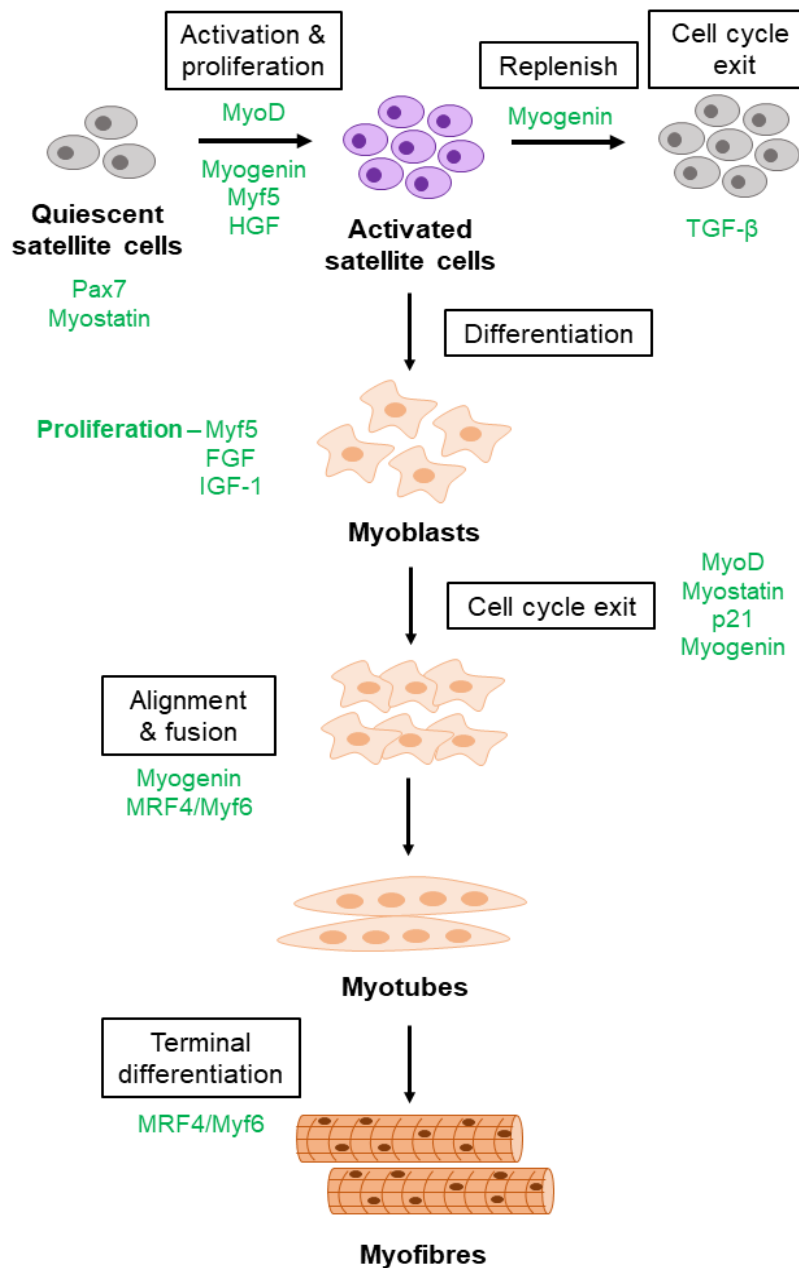 Activation &
proliferation
MyoD
Myogenin
Myf5
HGF
Replenish
Myogenin
Cell cycle
exit
Quiescent
satellite cells
Pax7
Myostatin
Activated
satellite cells
TGF-β
Differentiation
Proliferation – Myf5
FGF
IGF-1
Myoblasts
Cell cycle exit
MyoD
Myostatin
p21
Myogenin
Alignment
& fusion
Myogenin
MRF4/Myf6
Myotubes
Terminal
differentiation
MRF4/Myf6
Myofibres